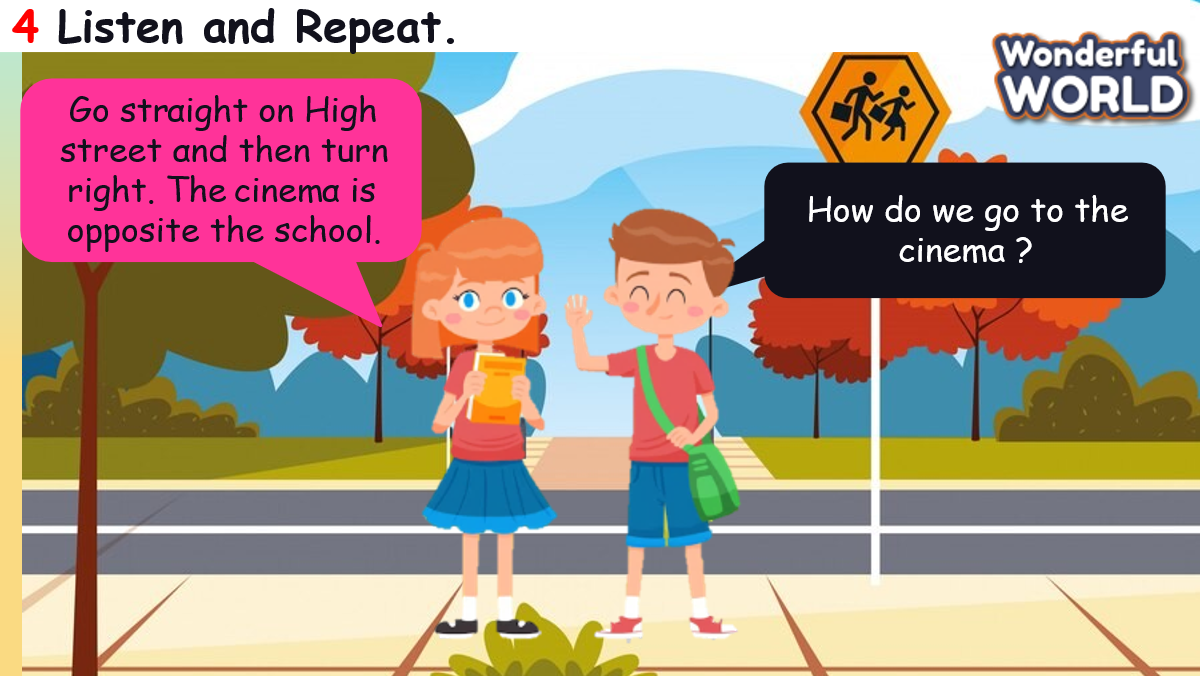 4 Listen and Repeat.
Wonderful
WORLD
Go straight on High
street and then turn
right. The cinema is
opposite the school.
How do we go to the
cinema ?